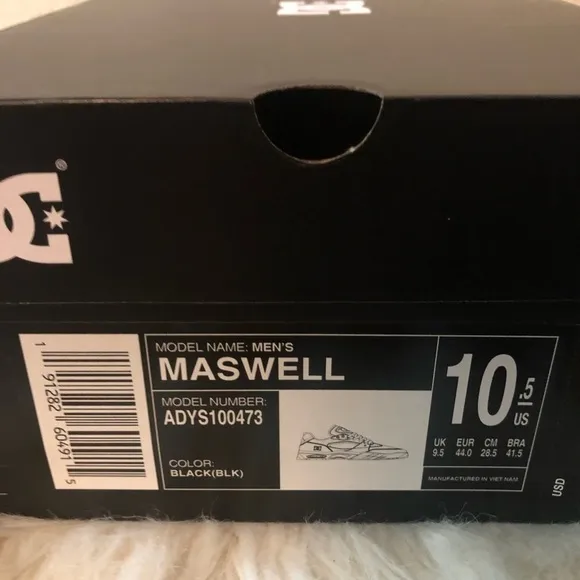 DC®
1 91282 60491 5
MODEL NAME: MEN'S
MASWELL
MODEL NUMBER:
ADYS100473
COLOR:
BLACK(BLK)
10.5
US
UK EUR CM BRA
9.5 44.0 28.5 41.5
MANUFACTURED IN VIET NAM
USD